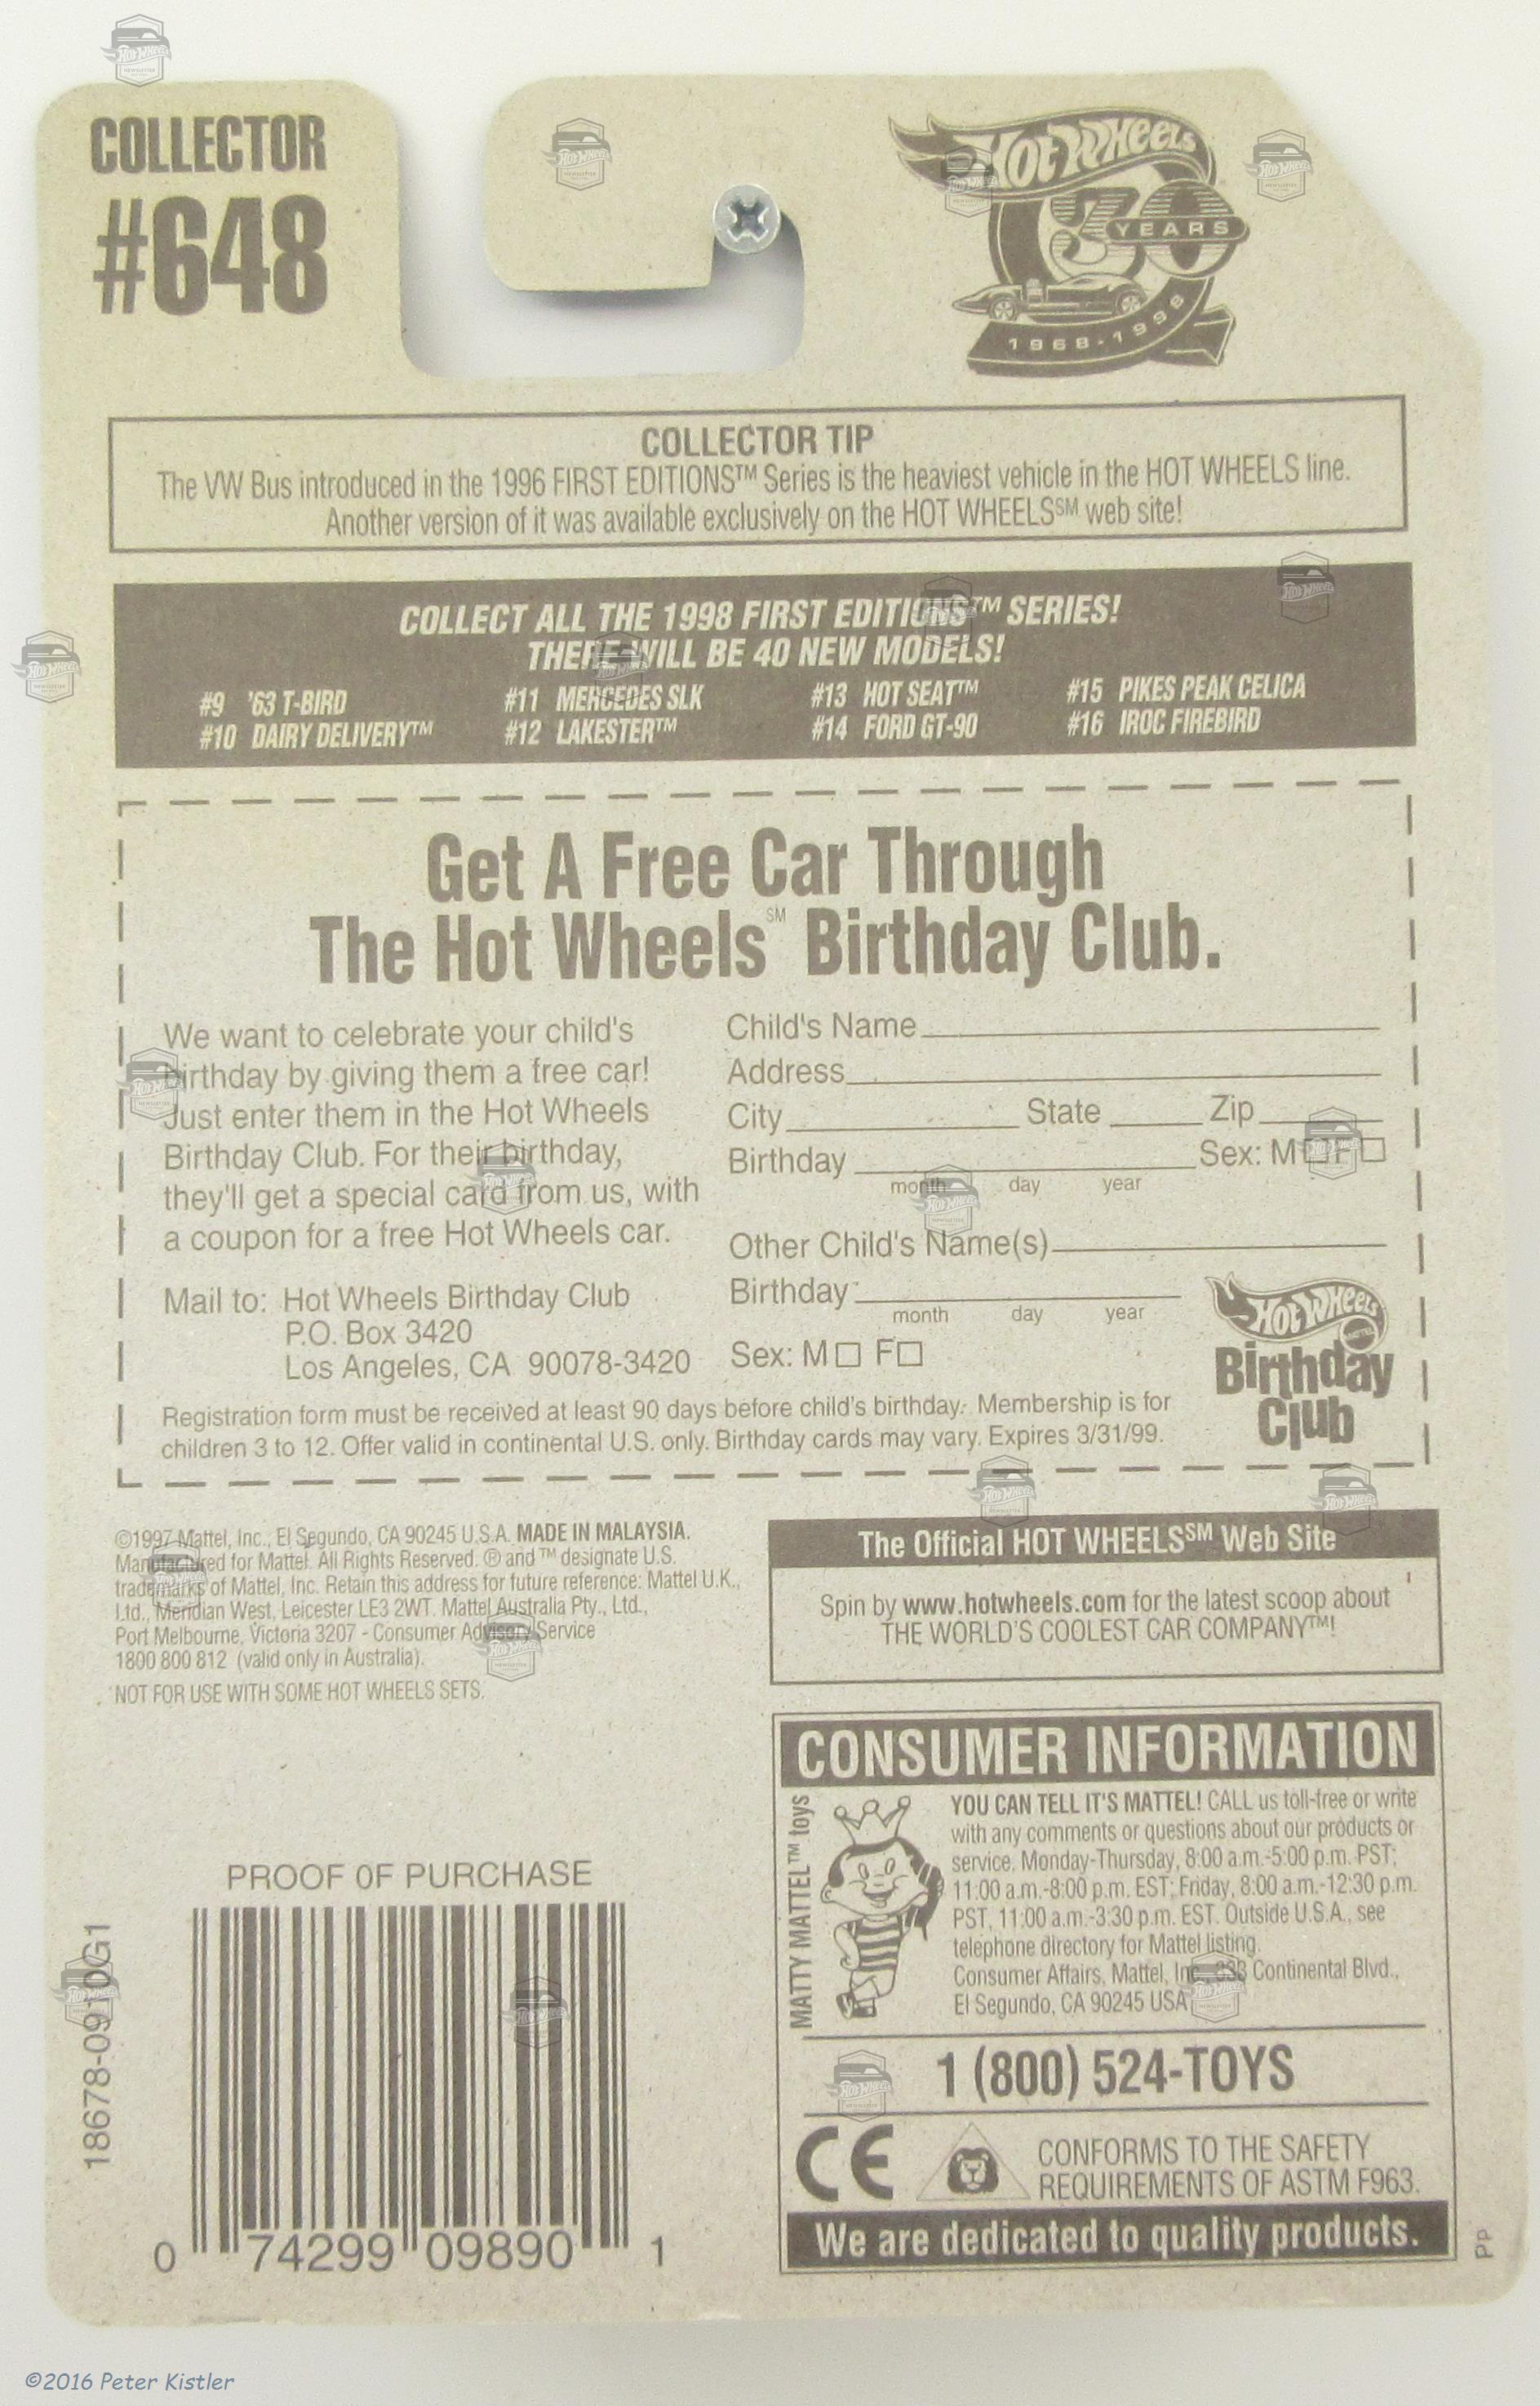 COLLECTOR
#648
HOT WHEELS
30
YEARS
1968-1998
COLLECTOR TIP
The VW Bus introduced in the 1996 FIRST EDITIONS™ Series is the heaviest vehicle in the HOT WHEELS line.
Another version of it was available exclusively on the HOT WHEELS℠ web site!
COLLECT ALL THE 1998 FIRST EDITIONS™ SERIES!
THERE WILL BE 40 NEW MODELS!
#9 '63 T-BIRD #11 MERCEDES SLK #13 HOT SEAT™ #15 PIKES PEAK CELICA
#10 DAIRY DELIVERY™ #12 LAKESTER™ #14 FORD GT-90 #16 IROC FIREBIRD
Get A Free Car Through
The Hot Wheels℠ Birthday Club.
We want to celebrate your child's
birthday by giving them a free car!
Just enter them in the Hot Wheels
Birthday Club. For their birthday,
they'll get a special card from us, with
a coupon for a free Hot Wheels car.
Mail to: Hot Wheels Birthday Club
P.O. Box 3420
Los Angeles, CA 90078-3420
Child's Name
Address
City State Zip
Birthday Sex: M F
month day year
Other Child's Name(s)
Birthday
month day year
Sex: M F
HOT WHEELS
MATTEL
Birthday
Club
Registration form must be received at least 90 days before child's birthday. Membership is for
children 3 to 12. Offer valid in continental U.S. only. Birthday cards may vary. Expires 3/31/99.
©1997 Mattel, Inc., El Segundo, CA 90245 U.S.A. MADE IN MALAYSIA.
Manufactured for Mattel. All Rights Reserved. ® and ™ designate U.S.
trademarks of Mattel, Inc. Retain this address for future reference: Mattel U.K.,
Ltd., Meridian West, Leicester LE3 2WT. Mattel Australia Pty., Ltd.,
Port Melbourne, Victoria 3207 - Consumer Advisory Service
1800 800 812 (valid only in Australia).
NOT FOR USE WITH SOME HOT WHEELS SETS.
The Official HOT WHEELS℠ Web Site
Spin by www.hotwheels.com for the latest scoop about
THE WORLD'S COOLEST CAR COMPANY™!
CONSUMER INFORMATION
MATTY MATTEL™ toys
YOU CAN TELL IT'S MATTEL! CALL us toll-free or write
with any comments or questions about our products or
service. Monday-Thursday, 8:00 a.m.-5:00 p.m. PST;
11:00 a.m.-8:00 p.m. EST; Friday, 8:00 a.m.-12:30 p.m.
PST, 11:00 a.m.-3:30 p.m. EST. Outside U.S.A., see
telephone directory for Mattel listing.
Consumer Affairs, Mattel, Inc., 333 Continental Blvd.,
El Segundo, CA 90245 USA
1 (800) 524-TOYS
CE
CONFORMS TO THE SAFETY
REQUIREMENTS OF ASTM F963.
We are dedicated to quality products.
PP
PROOF OF PURCHASE
18678-0910G1
0 74299 09890 1
©2016 Peter Kistler